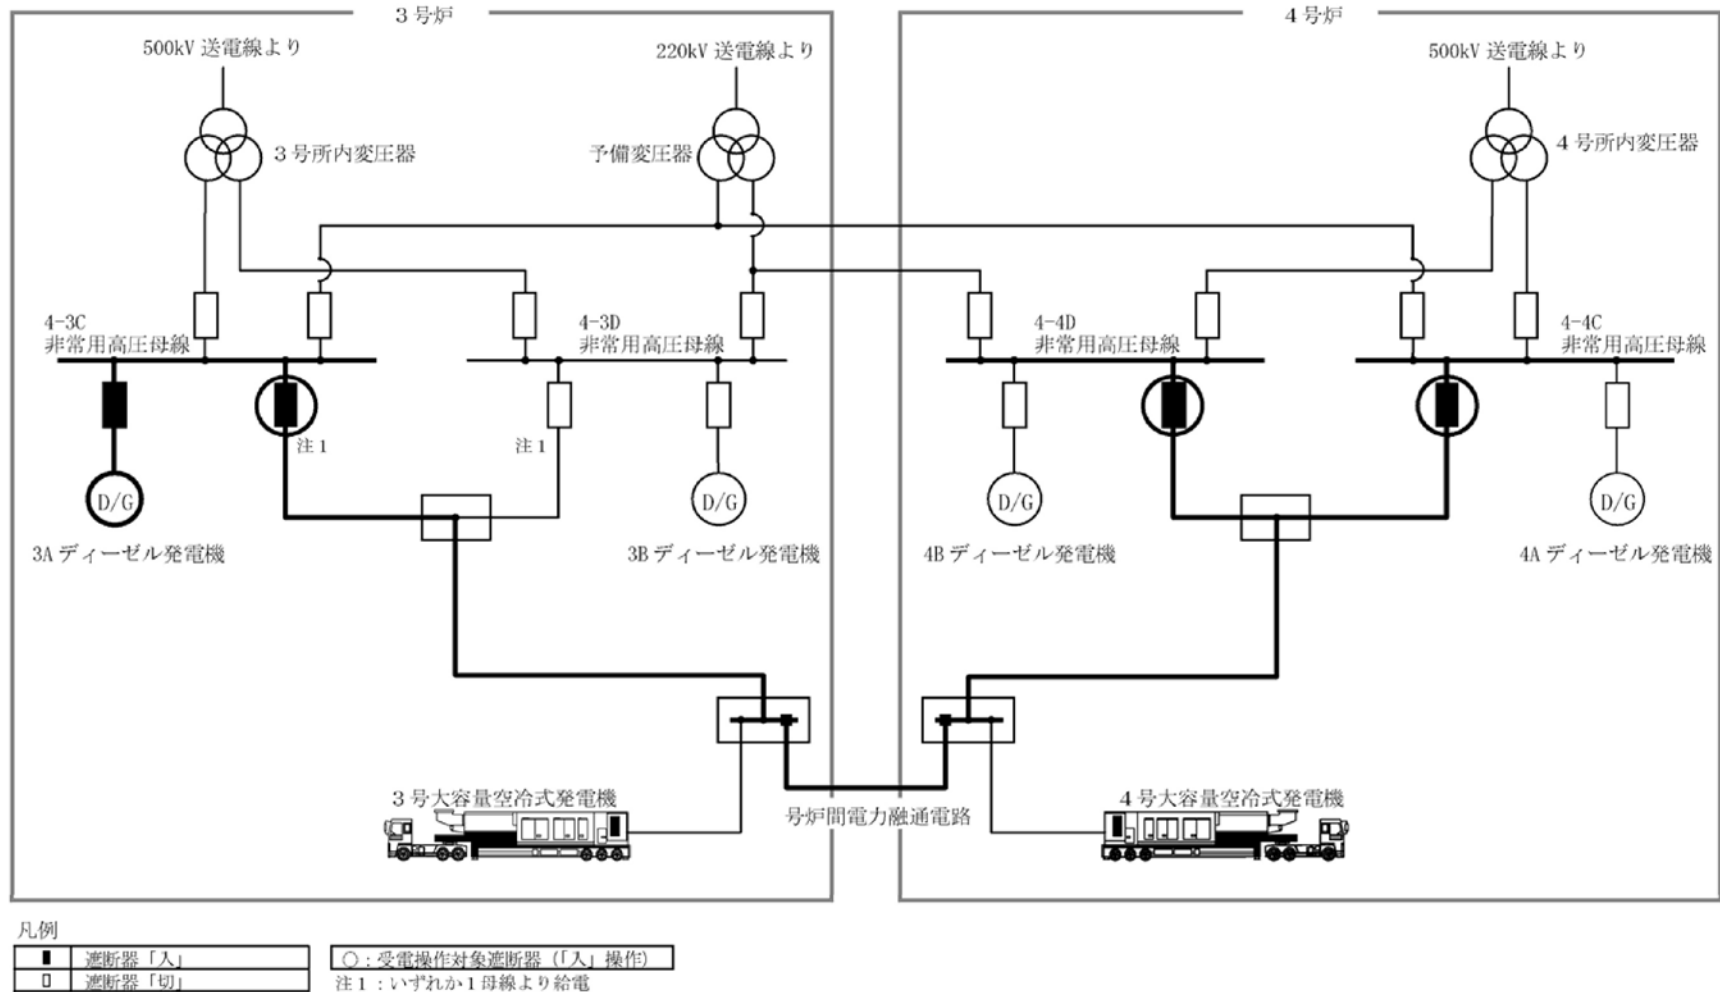 3号炉
4号炉
500kV 送電線より
220kV 送電線より
500kV 送電線より
3号所内変圧器
予備変圧器
4号所内変圧器
4-3C
非常用高圧母線
4-3D
非常用高圧母線
4-4D
非常用高圧母線
4-4C
非常用高圧母線
注1
注1
D/G
D/G
D/G
D/G
3A ディーゼル発電機
3B ディーゼル発電機
4B ディーゼル発電機
4A ディーゼル発電機
3号大容量空冷式発電機
号炉間電力融通電路
4号大容量空冷式発電機
凡例
遮断器「入」
遮断器「切」
○:受電操作対象遮断器(「入」操作)
注1:いずれか1母線より給電